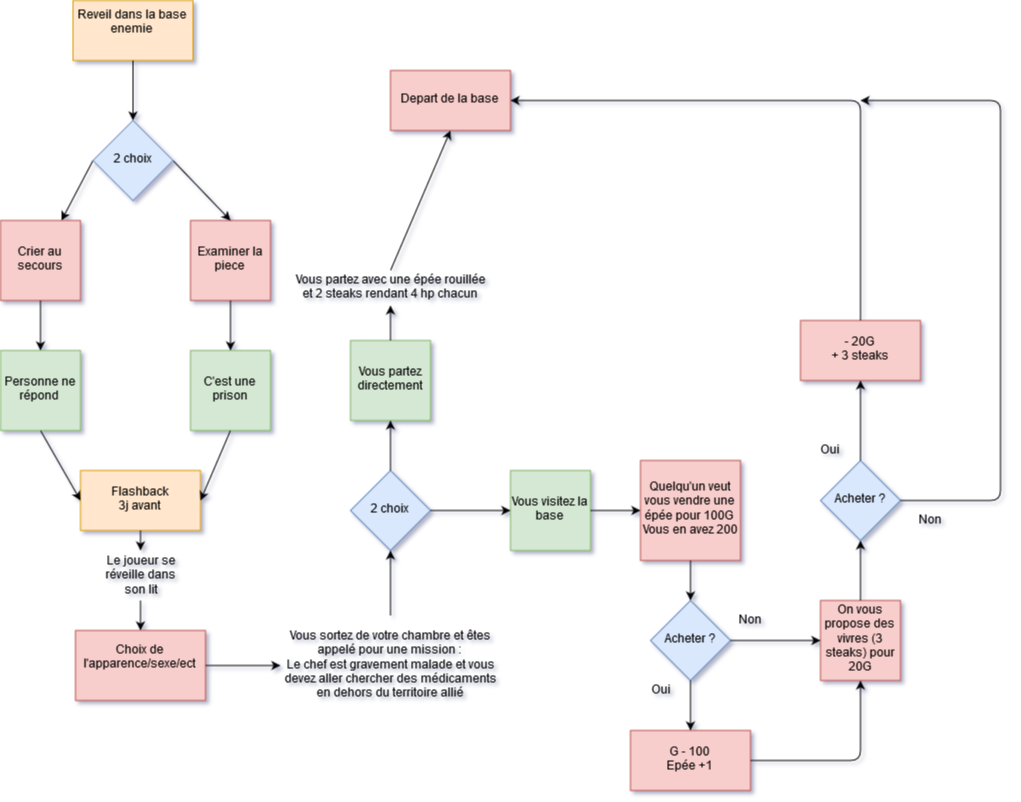 Reveil dans la base
enemie
2 choix
Crier au
secours
Examiner la
piece
Personne ne
répond
C'est une
prison
Flashback
3j avant
Le joueur se
réveille dans
son lit
Choix de
l'apparence/sexe/ect
Vous sortez de votre chambre et êtes
appelé pour une mission :
Le chef est gravement malade et vous
devez aller chercher des médicaments
en dehors du territoire allié
2 choix
Vous partez
directement
Vous partez avec une épée rouillée
et 2 steaks rendant 4 hp chacun
Depart de la base
Vous visitez la
base
Quelqu'un veut
vous vendre une
épée pour 100G
Vous en avez 200
Acheter ?
Non
Oui
G - 100
Epée +1
On vous
propose des
vivres (3
steaks) pour
20G
Acheter ?
Oui
Non
- 20G
+ 3 steaks